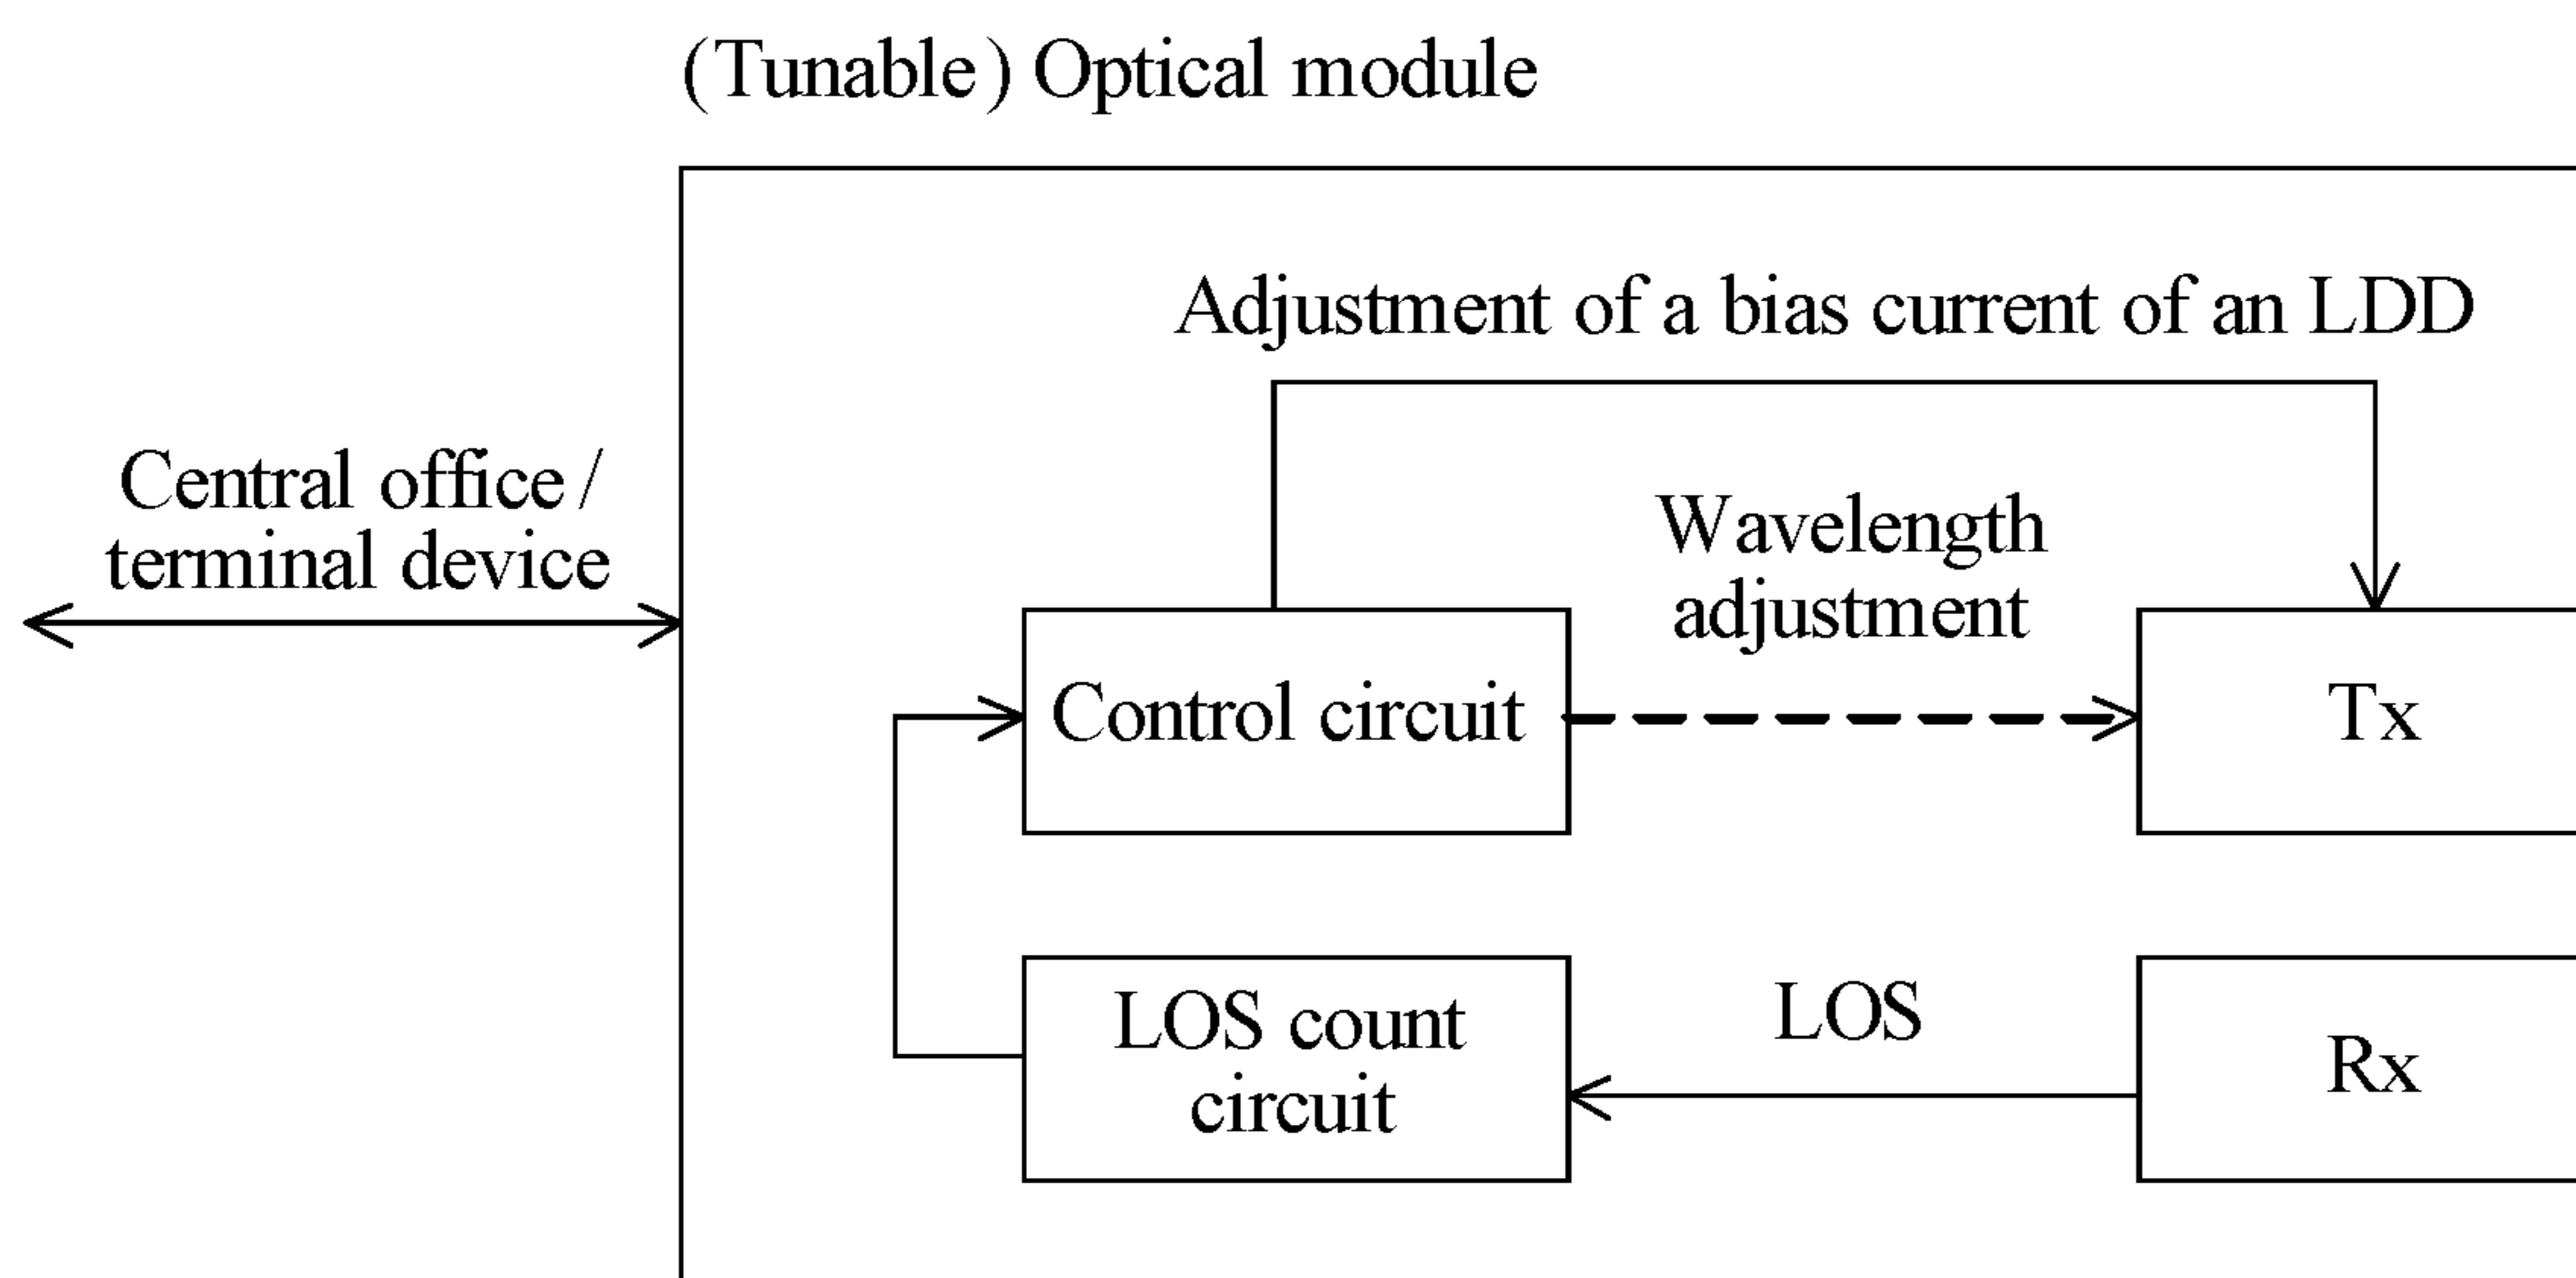 (Tunable) Optical module
Adjustment of a bias current of an LDD
Central office /
terminal device
Wavelength
adjustment
Control circuit
Tx
LOS count
circuit
LOS
Rx